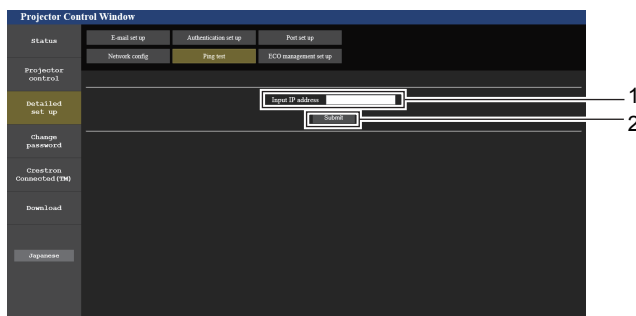 Projector Control Window
Status
E-mail set up
Authentication set up
Port set up
Network config
Ping test
ECO management set up
Projector
control
Detailed
set up
Change
password
Crestron
Connected(TM)
Download
Japanese
Input IP address
Submit
1
2